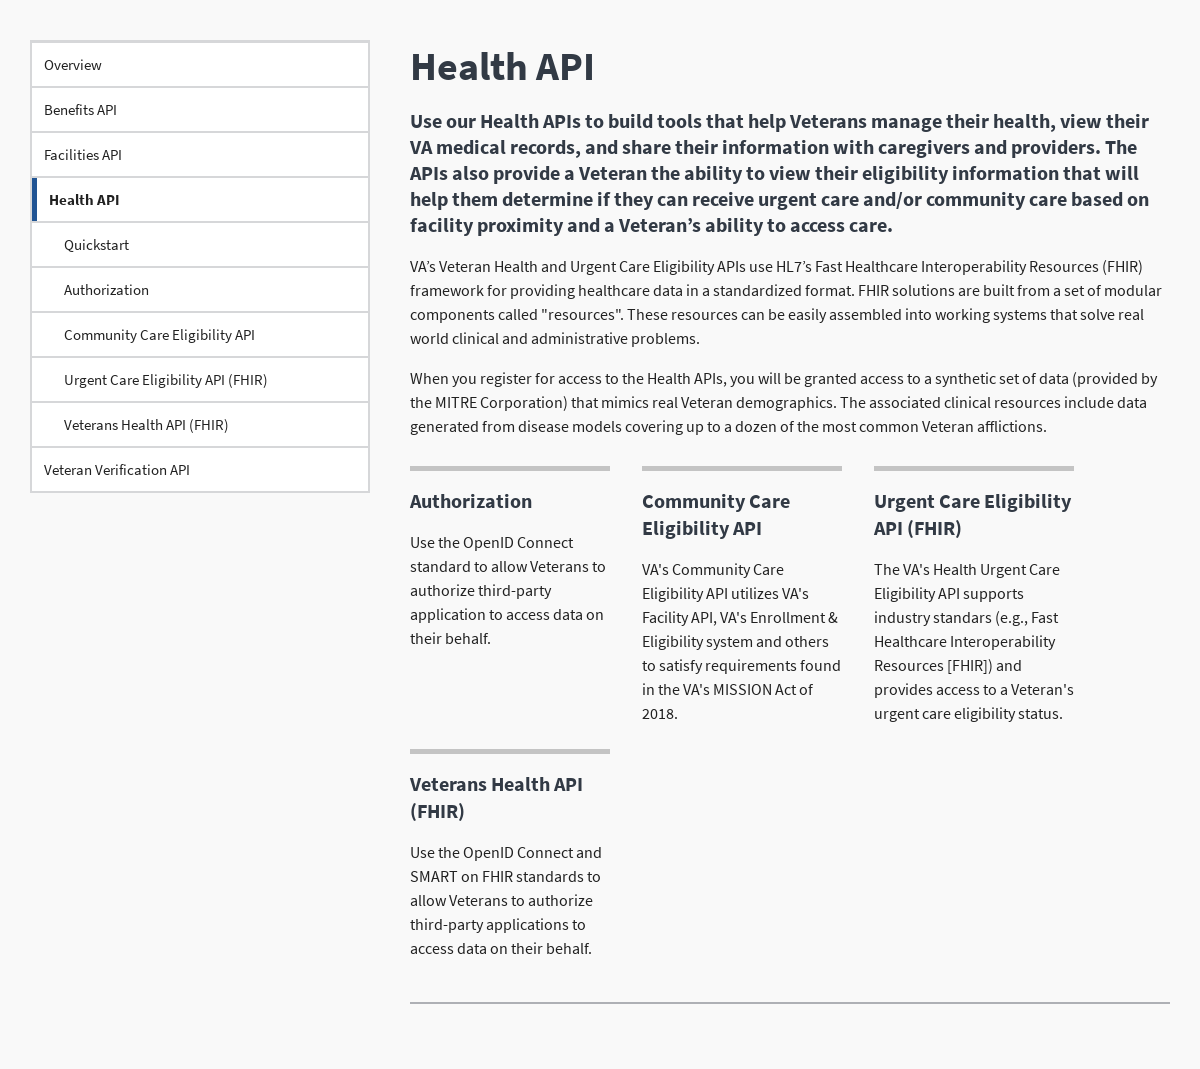 Overview
Benefits API
Facilities API
Health API
Quickstart
Authorization
Community Care Eligibility API
Urgent Care Eligibility API (FHIR)
Veterans Health API (FHIR)
Veteran Verification API
Health API
Use our Health APIs to build tools that help Veterans manage their health, view their
VA medical records, and share their information with caregivers and providers. The
APIs also provide a Veteran the ability to view their eligibility information that will
help them determine if they can receive urgent care and/or community care based on
facility proximity and a Veteran’s ability to access care.
VA’s Veteran Health and Urgent Care Eligibility APIs use HL7’s Fast Healthcare Interoperability Resources (FHIR)
framework for providing healthcare data in a standardized format. FHIR solutions are built from a set of modular
components called "resources". These resources can be easily assembled into working systems that solve real
world clinical and administrative problems.
When you register for access to the Health APIs, you will be granted access to a synthetic set of data (provided by
the MITRE Corporation) that mimics real Veteran demographics. The associated clinical resources include data
generated from disease models covering up to a dozen of the most common Veteran afflictions.
Authorization
Use the OpenID Connect
standard to allow Veterans to
authorize third-party
application to access data on
their behalf.
Community Care
Eligibility API
VA's Community Care
Eligibility API utilizes VA's
Facility API, VA's Enrollment &
Eligibility system and others
to satisfy requirements found
in the VA's MISSION Act of
2018.
Urgent Care Eligibility
API (FHIR)
The VA's Health Urgent Care
Eligibility API supports
industry standars (e.g., Fast
Healthcare Interoperability
Resources [FHIR]) and
provides access to a Veteran's
urgent care eligibility status.
Veterans Health API
(FHIR)
Use the OpenID Connect and
SMART on FHIR standards to
allow Veterans to authorize
third-party applications to
access data on their behalf.